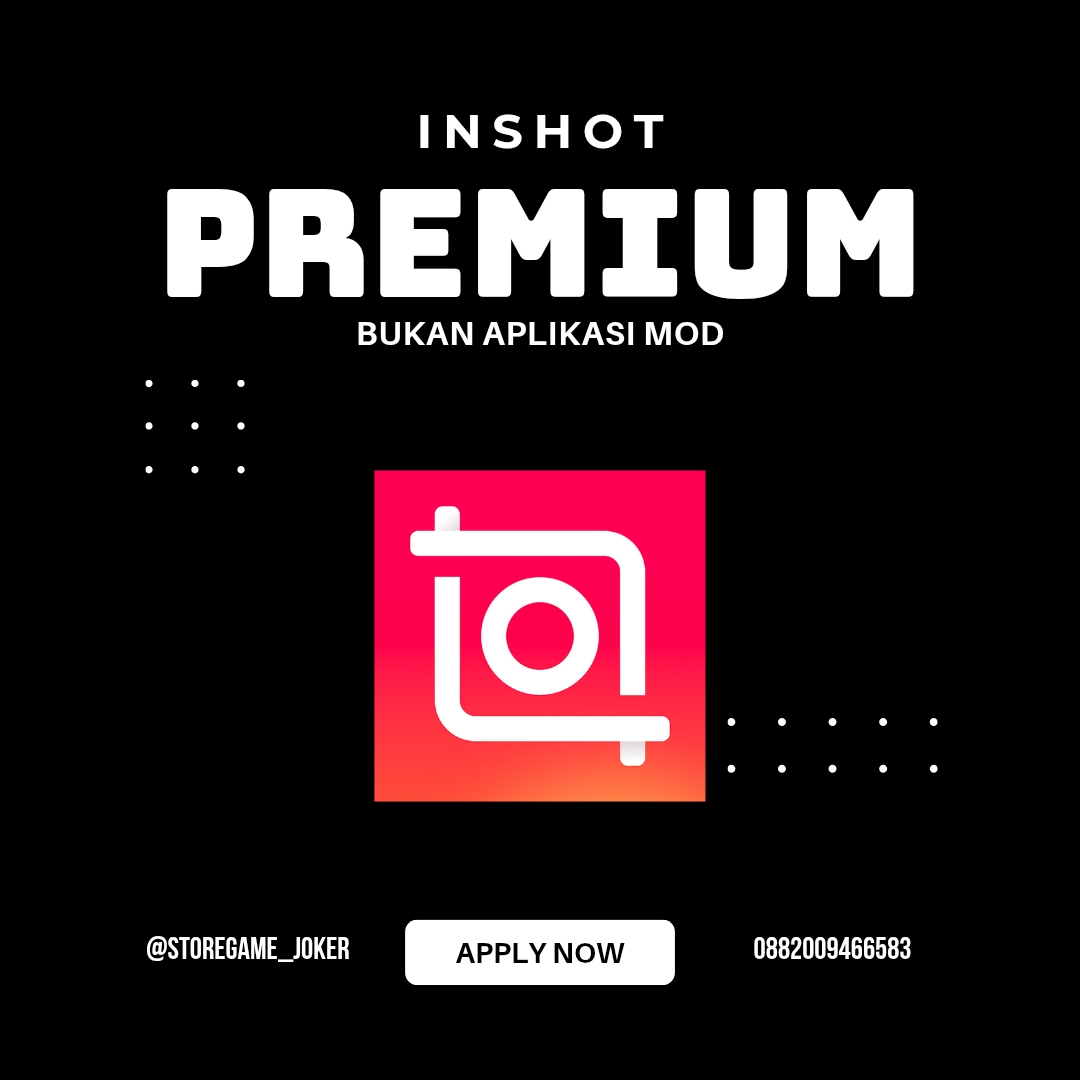 INSHOT
PREMIUM
BUKAN APLIKASI MOD
@STOREGAME_JOKER
APPLY NOW
0882009466583